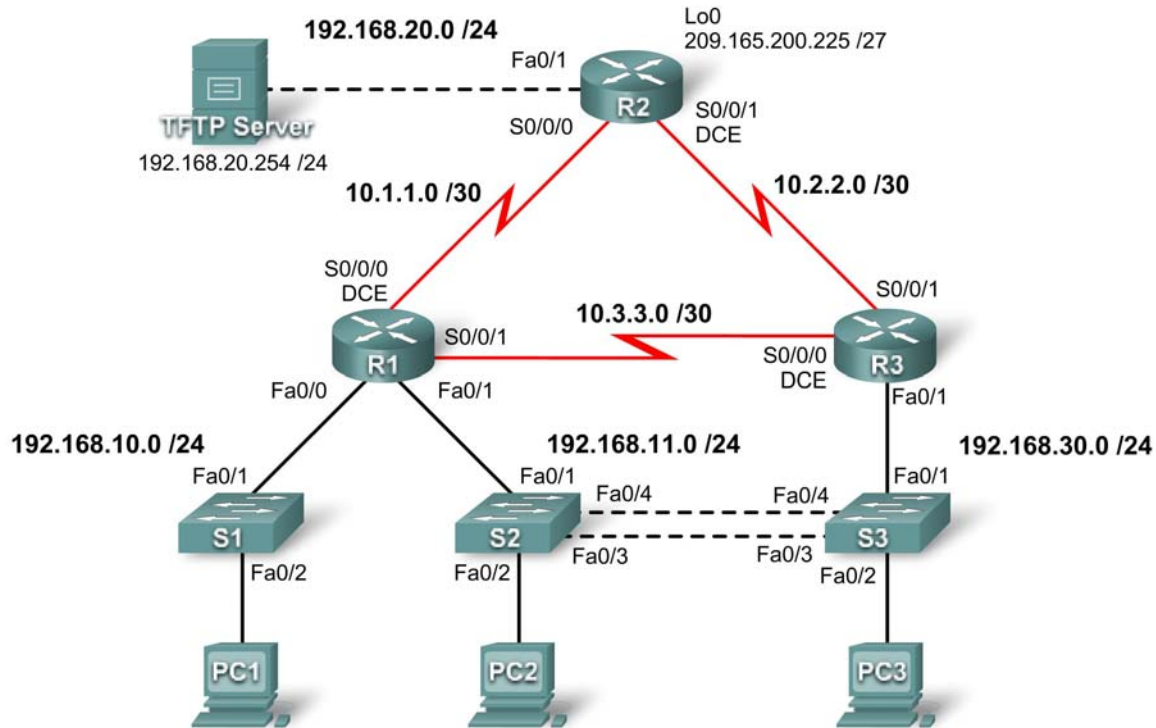 192.168.20.0 /24
Lo0
209.165.200.225 /27
Fa0/1
R2
TFTP Server
192.168.20.254 /24
S0/0/0
S0/0/1
DCE
10.1.1.0 /30
10.2.2.0 /30
S0/0/0
DCE
S0/0/1
R1
S0/0/1
10.3.3.0 /30
S0/0/0
DCE
R3
Fa0/0
Fa0/1
Fa0/1
192.168.10.0 /24
192.168.11.0 /24
192.168.30.0 /24
Fa0/1
Fa0/1
Fa0/1
Fa0/4
Fa0/4
S1
S2
S3
Fa0/3
Fa0/3
Fa0/2
Fa0/2
Fa0/2
PC1
PC2
PC3